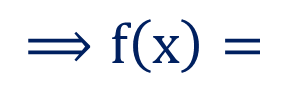 ⟹ f(x) =